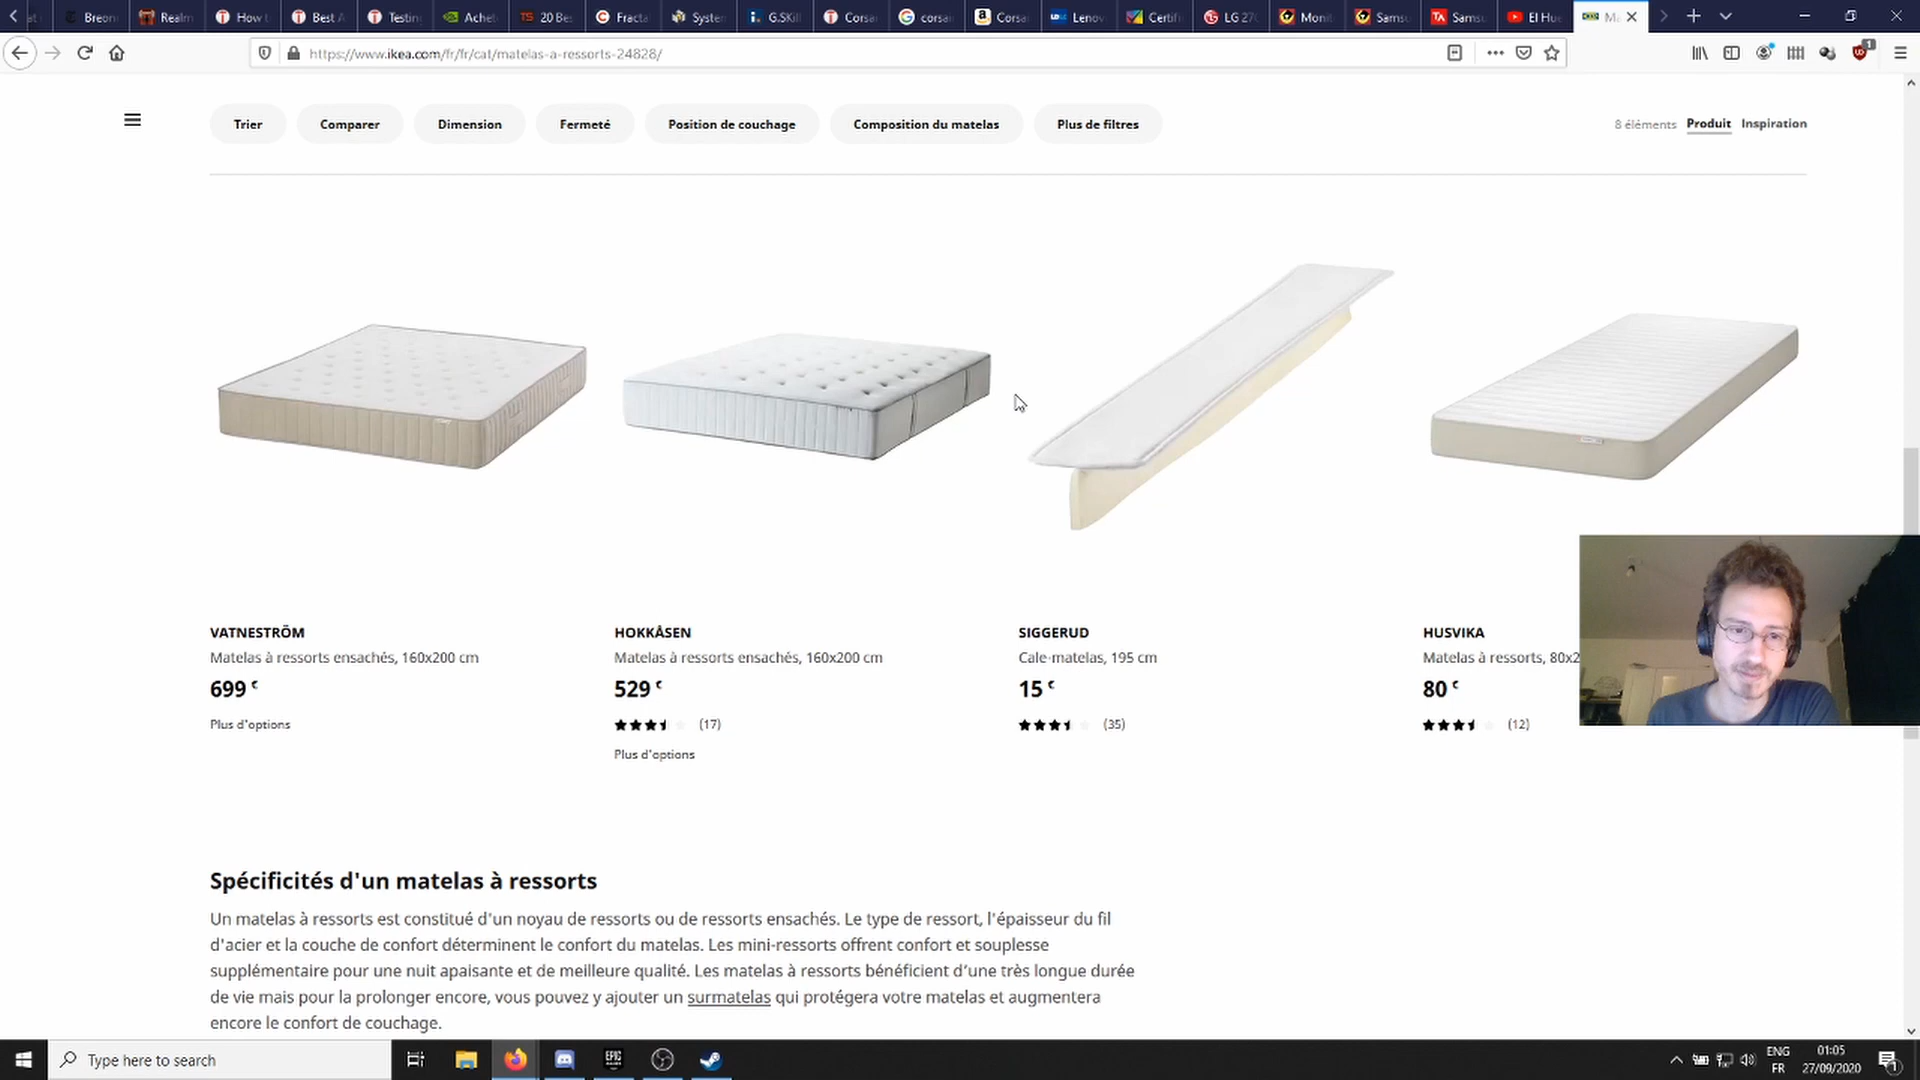 Breon
Realm
How t
Best A
Testin
Achet
TS 20 Be
Fracta
System
G.SKil
Corsa
corsai
Corsa
Lenov
Certifi
LG 27
Moni
Sams
TA Samsu
El Hue
Ma
https://www.ikea.com/fr/fr/cat/matelas-a-ressorts-24828/
1
Trier
Comparer
Dimension
Fermeté
Position de couchage
Composition du matelas
Plus de filtres
8 éléments
Produit
Inspiration
VATNESTRÖM
Matelas à ressorts ensachés, 160x200 cm
699 €
Plus d'options
HOKKÅSEN
Matelas à ressorts ensachés, 160x200 cm
529 €
(17)
Plus d'options
SIGGERUD
Cale-matelas, 195 cm
15 €
(35)
HUSVIKA
Matelas à ressorts, 80x2
80 €
(12)
Spécificités d'un matelas à ressorts
Un matelas à ressorts est constitué d'un noyau de ressorts ou de ressorts ensachés. Le type de ressort, l'épaisseur du fil
d'acier et la couche de confort déterminent le confort du matelas. Les mini-ressorts offrent confort et souplesse
supplémentaire pour une nuit apaisante et de meilleure qualité. Les matelas à ressorts bénéficient d’une très longue durée
de vie mais pour la prolonger encore, vous pouvez y ajouter un surmatelas qui protégera votre matelas et augmentera
encore le confort de couchage.
Type here to search
EPIC
ENG
FR
01:05
27/09/2020
1